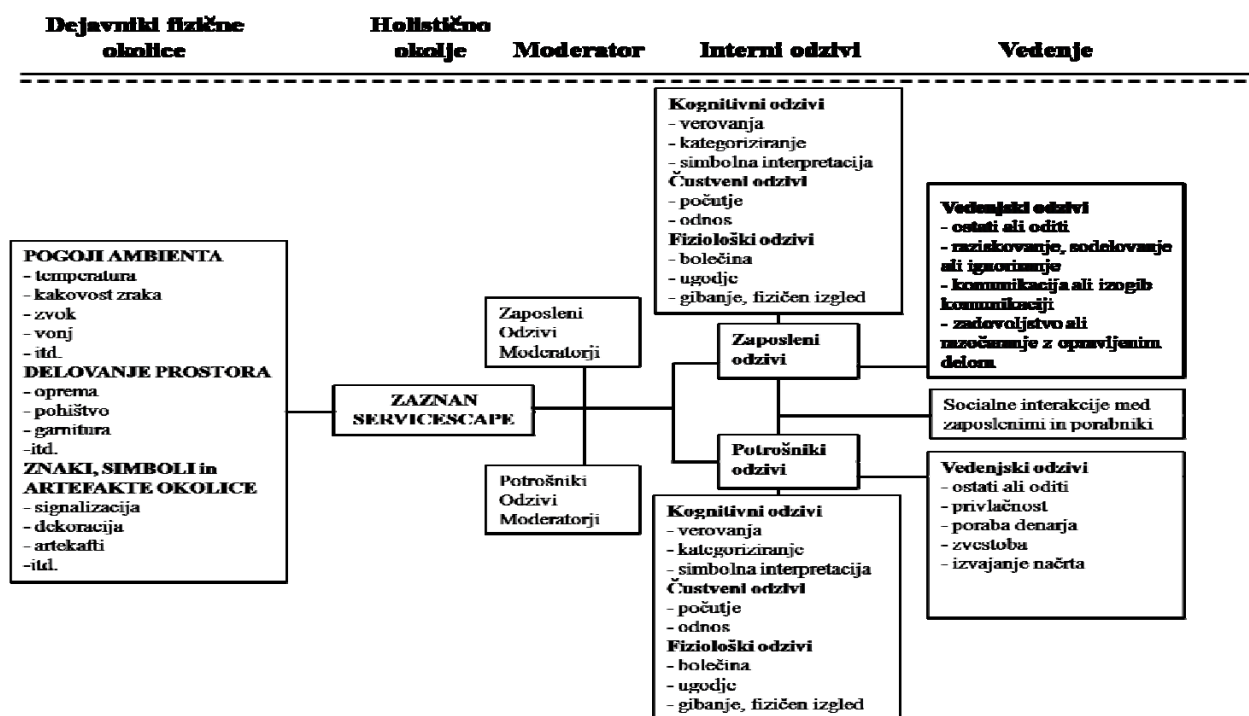 Dejavniki fizične
okolice
Holistično
okolje
Moderator
Interni odzivi
Vedenje
POGOJI AMBIENTA
- temperatura
- kakovost zraka
- zvok
- vonj
- itd.
DELOVANJE PROSTORA
- oprema
- pohištvo
- garnitura
-itd.
ZNAKI, SIMBOLI in
ARTEFAKTE OKOLICE
- signalizacija
- dekoracija
- artekafti
-itd.
ZAZNAN
SERVICESCAPE
Zaposleni
Odzivi
Moderatorji
Potrošniki
Odzivi
Moderatorji
Kognitivni odzivi
- verovanja
- kategoriziranje
- simbolna interpretacija
Čustveni odzivi
- počutje
- odnos
Fiziološki odzivi
- bolečina
- ugodje
- gibanje, fizičen izgled
Zaposleni
odzivi
Potrošniki
odzivi
Kognitivni odzivi
- verovanja
- kategoriziranje
- simbolna interpretacija
Čustveni odzivi
- počutje
- odnos
Fiziološki odzivi
- bolečina
- ugodje
- gibanje, fizičen izgled
Vedenjski odzivi
- ostati ali oditi
- raziskovanje, sodelovanje
ali ignoriranje
- komunikacija ali izogib
komunikaciji
- zadovoljstvo ali
razočaranje z opravljenim
delom
Socialne interakcije med
zaposlenimi in porabniki
Vedenjski odzivi
- ostati ali oditi
- privlačnost
- poraba denarja
- zvestoba
- izvajanje načrta